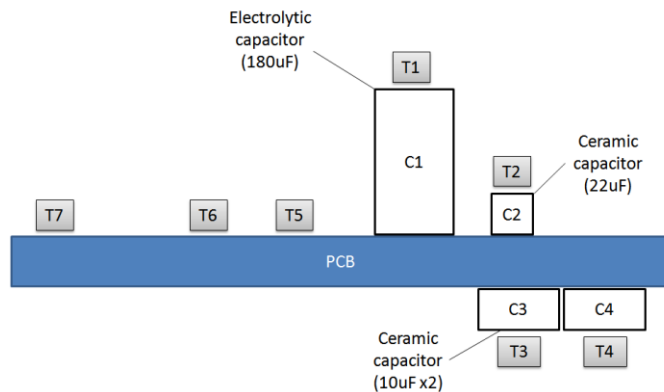 Electrolytic
capacitor
(180uF)
T1
C1
Ceramic
capacitor
(22uF)
T2
C2
T7
T6
T5
PCB
C3
C4
Ceramic
capacitor
(10uF x2)
T3
T4